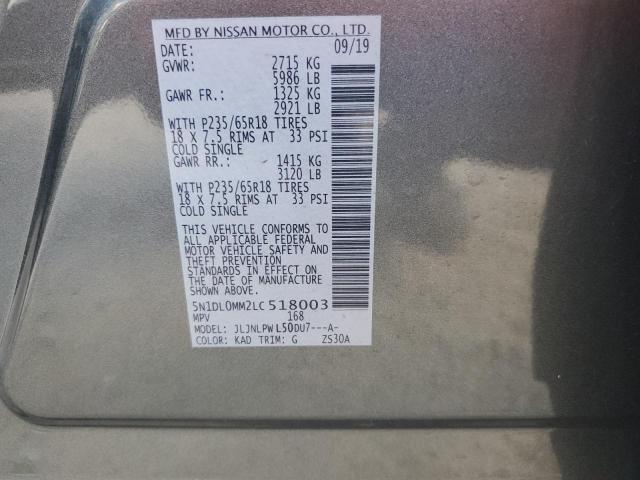 MFD BY NISSAN MOTOR CO., LTD.
DATE: 09/19
GVWR: 2715 KG
5986 LB
GAWR FR.: 1325 KG
2921 LB
WITH P235/65R18 TIRES
18 X 7.5 RIMS AT 33 PSI
COLD SINGLE
GAWR RR.: 1415 KG
3120 LB
WITH P235/65R18 TIRES
18 X 7.5 RIMS AT 33 PSI
COLD SINGLE
THIS VEHICLE CONFORMS TO
ALL APPLICABLE FEDERAL
MOTOR VEHICLE SAFETY AND
THEFT PREVENTION
STANDARDS IN EFFECT ON
THE DATE OF MANUFACTURE
SHOWN ABOVE.
5N1DL0MM2LC518003
MPV 168
MODEL: JLJNLPWL50DU7---A-
COLOR: KAD TRIM: G ZS30A